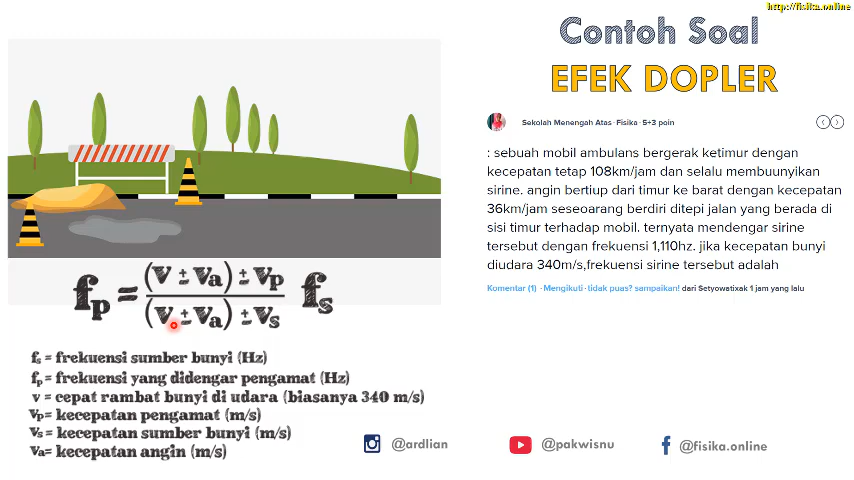 http://fisika.online
Contoh Soal
EFEK DOPLER
Sekolah Menengah Atas · Fisika · 5+3 poin
: sebuah mobil ambulans bergerak ketimur dengan
kecepatan tetap 108km/jam dan selalu membuunyikan
sirine. angin bertiup dari timur ke barat dengan kecepatan
36km/jam seseoarang berdiri ditepi jalan yang berada di
sisi timur terhadap mobil. ternyata mendengar sirine
tersebut dengan frekuensi 1,110hz. jika kecepatan bunyi
diudara 340m/s,frekuensi sirine tersebut adalah
Komentar (1) · Mengikuti · tidak puas? sampaikan! dari Setyowatixak 1 jam yang lalu
fp = (V ± Va) ± Vp / (V ± Va) ± Vs fs
fs = frekuensi sumber bunyi (Hz)
fp = frekuensi yang didengar pengamat (Hz)
v = cepat rambat bunyi di udara (biasanya 340 m/s)
Vp= kecepatan pengamat (m/s)
Vs = kecepatan sumber bunyi (m/s)
Va= kecepatan angin (m/s)
@ardlian
@pakwisnu
@fisika.online